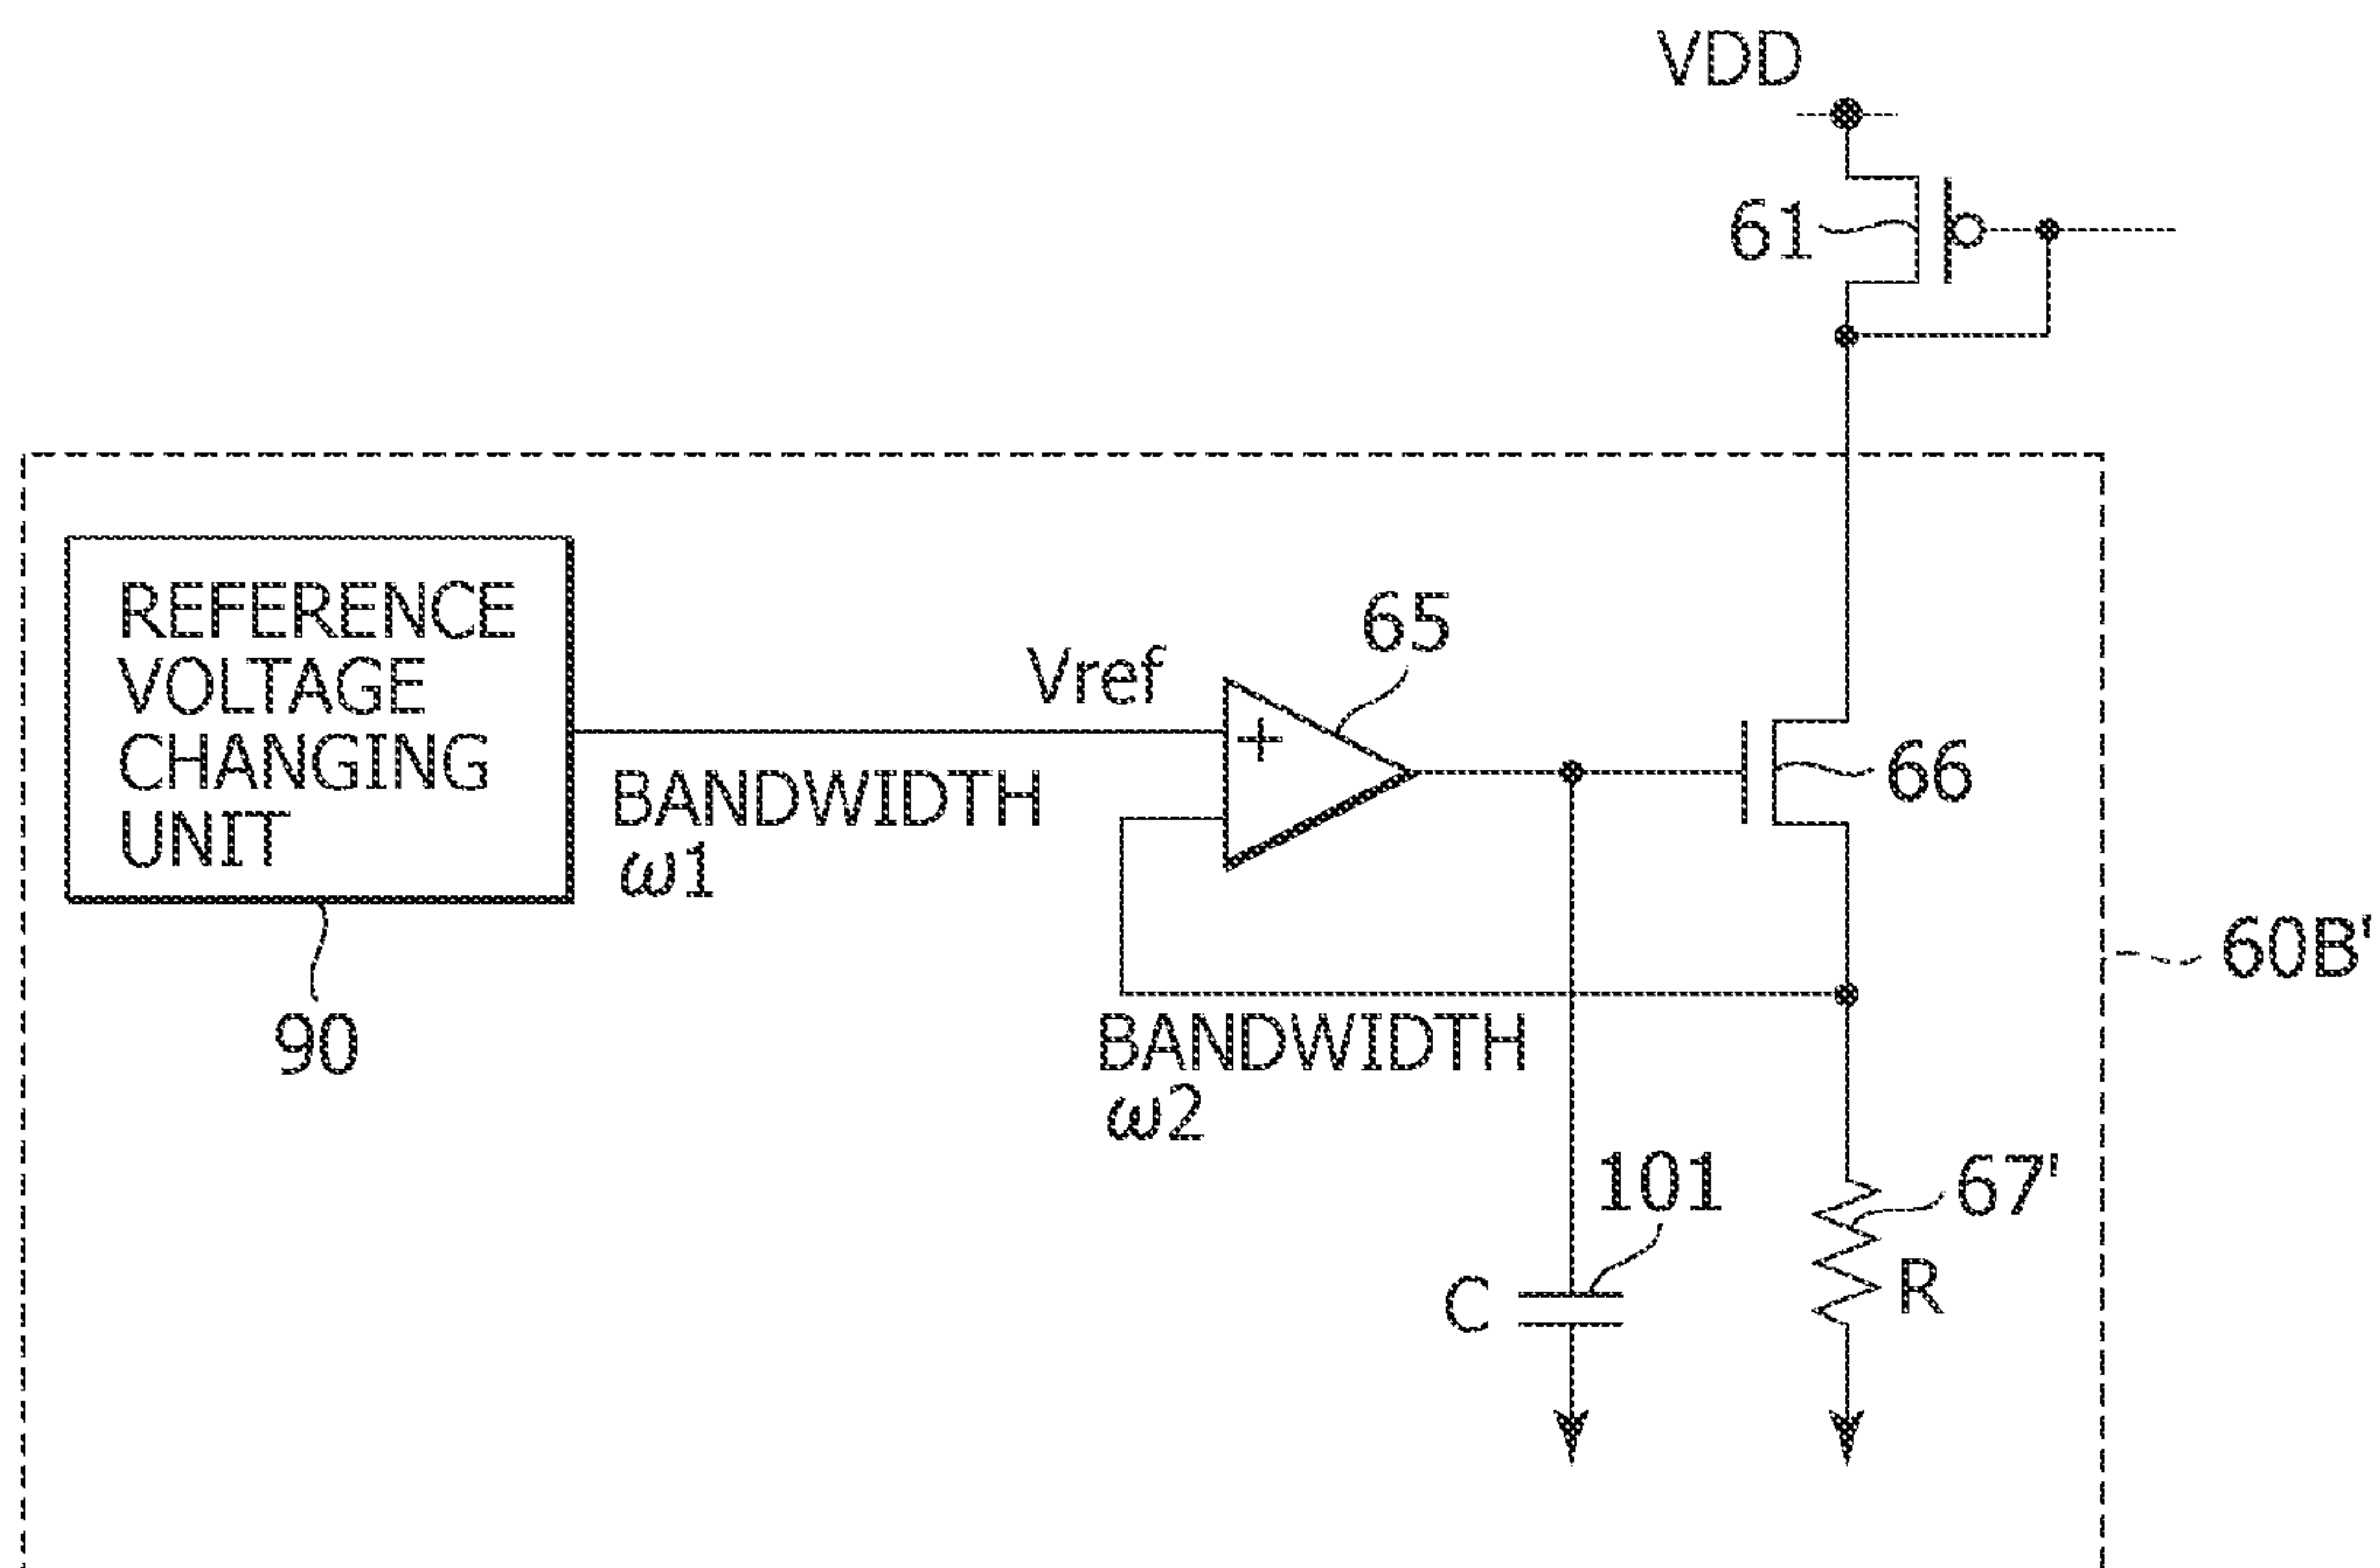 VDD
61
REFERENCE
VOLTAGE
CHANGING
UNIT
90
Vref
BANDWIDTH
ω1
+
65
66
60B'
BANDWIDTH
ω2
101
C
67'
R